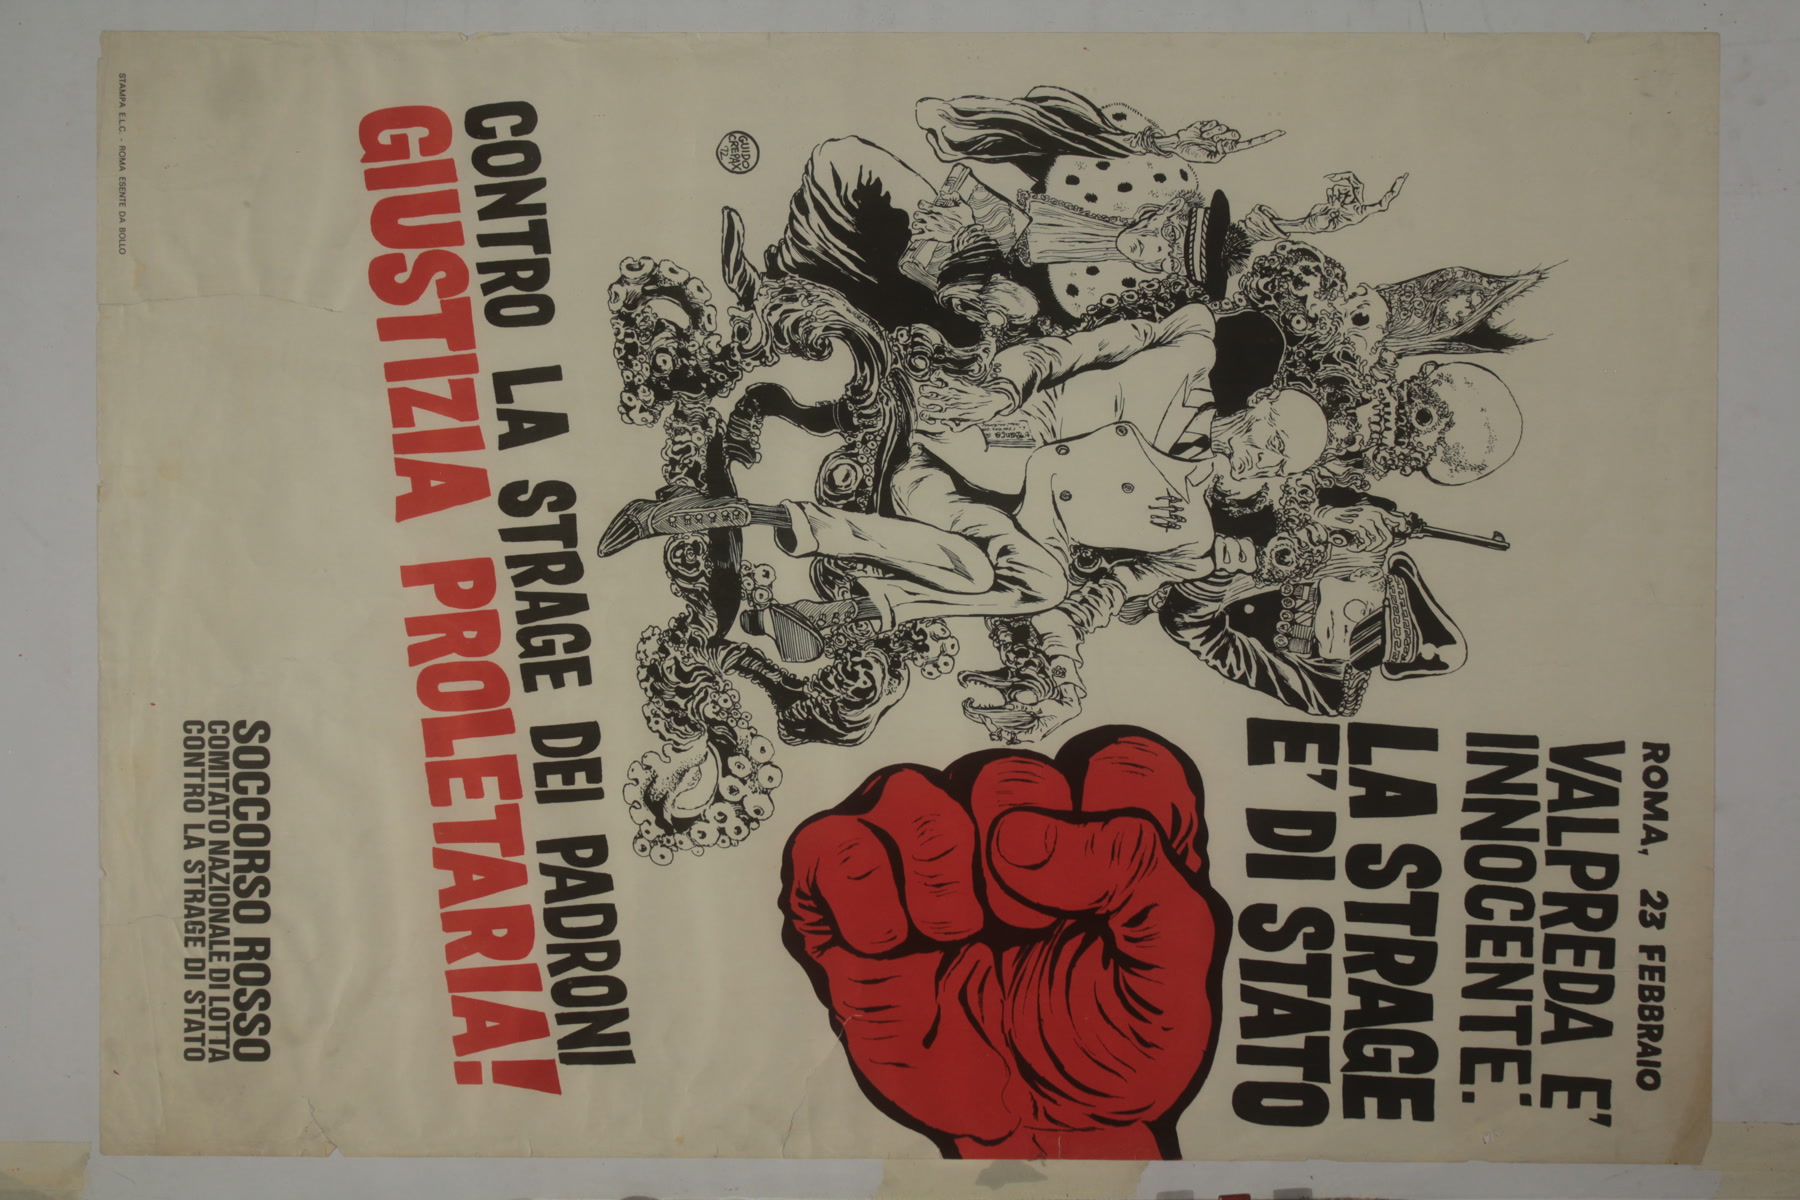 ROMA, 23 FEBBRAIO
VALPREDA E'
INNOCENTE:
LA STRAGE
E' DI STATO
GUIDO
CREPAX
'72
CONTRO LA STRAGE DEI PADRONI
GIUSTIZIA PROLETARIA!
SOCCORSO ROSSO
COMITATO NAZIONALE DI LOTTA
CONTRO LA STRAGE DI STATO
STAMPA E.L.C. - ROMA ESENTE DA BOLLO